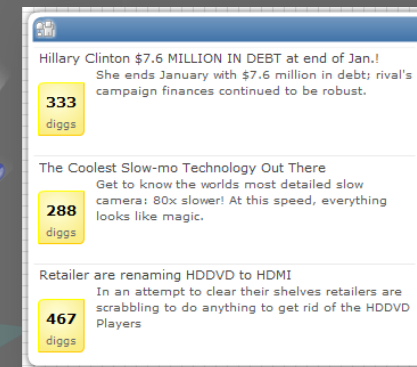 Hillary Clinton $7.6 MILLION IN DEBT at end of Jan.!
She ends January with $7.6 million in debt; rival's
campaign finances continued to be robust.
333
diggs
The Coolest Slow-mo Technology Out There
Get to know the worlds most detailed slow
camera: 80x slower! At this speed, everything
looks like magic.
288
diggs
Retailer are renaming HDDVD to HDMI
In an attempt to clear their shelves retailers are
scrabbling to do anything to get rid of the HDDVD
Players
467
diggs